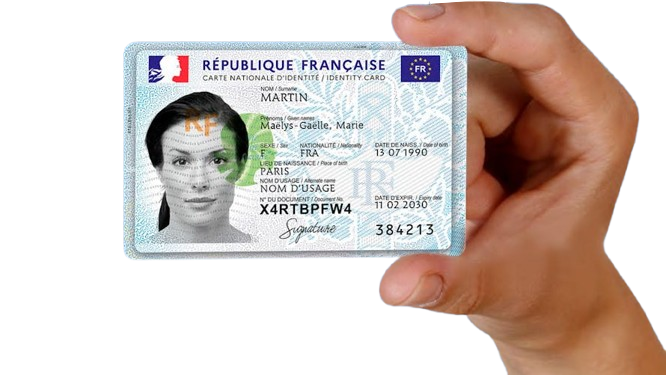 RÉPUBLIQUE FRANÇAISE
FR
CARTE NATIONALE D'IDENTITÉ / IDENTITY CARD
NOM / Surname
MARTIN
RF
Prénoms / Given names
Maëlys-Gaëlle, Marie
SEXE / Sex NATIONALITÉ / Nationality DATE DE NAISS. / Date of birth
F FRA 13 07 1990
LIEU DE NAISSANCE / Place of birth
PARIS
NOM D'USAGE / Alternate name
NOM D'USAGE
N° DU DOCUMENT / Document No DATE D'EXPIR. / Expiry date
X4RTBPFW4 11 02 2030
Signature 384213